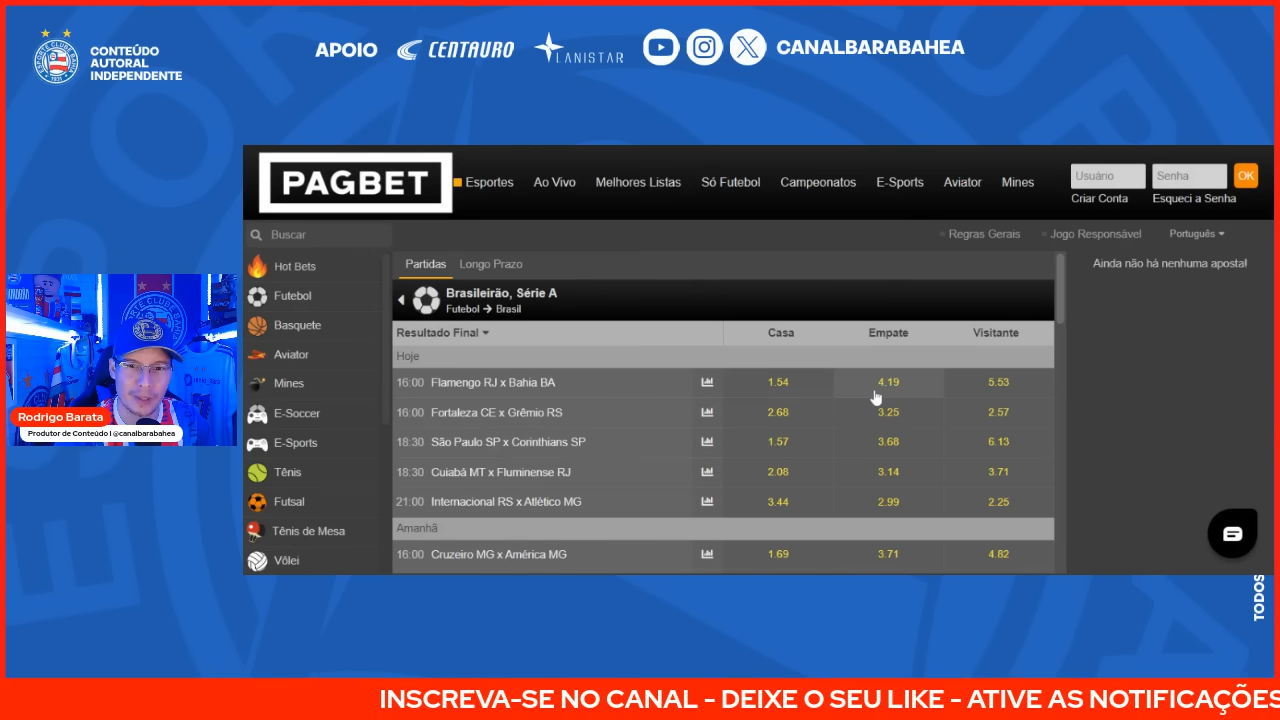 CONTEÚDO
AUTORAL
INDEPENDENTE
APOIO CENTAURO LANISTAR CANALBARABAHEA
PAGBET
Esportes Ao Vivo Melhores Listas Só Futebol Campeonatos E-Sports Aviator Mines
Usuário Senha OK
Criar Conta Esqueci a Senha
Buscar
Regras Gerais Jogo Responsável Português
Hot Bets
Futebol
Basquete
Aviator
Mines
E-Soccer
E-Sports
Tênis
Futsal
Tênis de Mesa
Vôlei
Partidas Longo Prazo
Ainda não há nenhuma aposta!
Brasileirão, Série A
Futebol → Brasil
Resultado Final Casa Empate Visitante
Hoje
16:00 Flamengo RJ x Bahia BA 1.54 4.19 5.53
16:00 Fortaleza CE x Grêmio RS 2.68 3.25 2.57
18:30 São Paulo SP x Corinthians SP 1.57 3.68 6.13
18:30 Cuiabá MT x Fluminense RJ 2.08 3.14 3.71
21:00 Internacional RS x Atlético MG 3.44 2.99 2.25
Amanhã
16:00 Cruzeiro MG x América MG 1.69 3.71 4.82
Rodrigo Barata
Produtor de Conteúdo | @canalbarabahea
TODOS
INSCREVA-SE NO CANAL - DEIXE O SEU LIKE - ATIVE AS NOTIFICAÇÕES